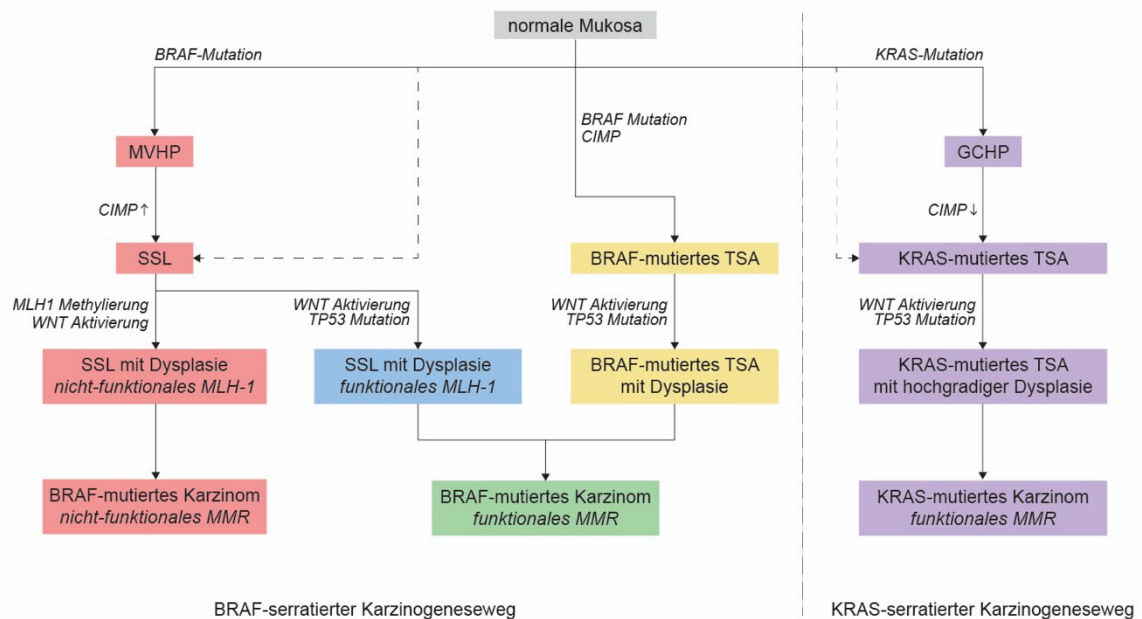 normale Mukosa
BRAF-Mutation
KRAS-Mutation
BRAF Mutation
CIMP
MVHP
GCHP
CIMP↑
CIMP↓
SSL
BRAF-mutiertes TSA
KRAS-mutiertes TSA
MLH1 Methylierung
WNT Aktivierung
WNT Aktivierung
TP53 Mutation
WNT Aktivierung
TP53 Mutation
WNT Aktivierung
TP53 Mutation
SSL mit Dysplasie
nicht-funktionales MLH-1
SSL mit Dysplasie
funktionales MLH-1
BRAF-mutiertes TSA
mit Dysplasie
KRAS-mutiertes TSA
mit hochgradiger Dysplasie
BRAF-mutiertes Karzinom
nicht-funktionales MMR
BRAF-mutiertes Karzinom
funktionales MMR
KRAS-mutiertes Karzinom
funktionales MMR
BRAF-serratierter Karzinogeneseweg
KRAS-serratierter Karzinogeneseweg